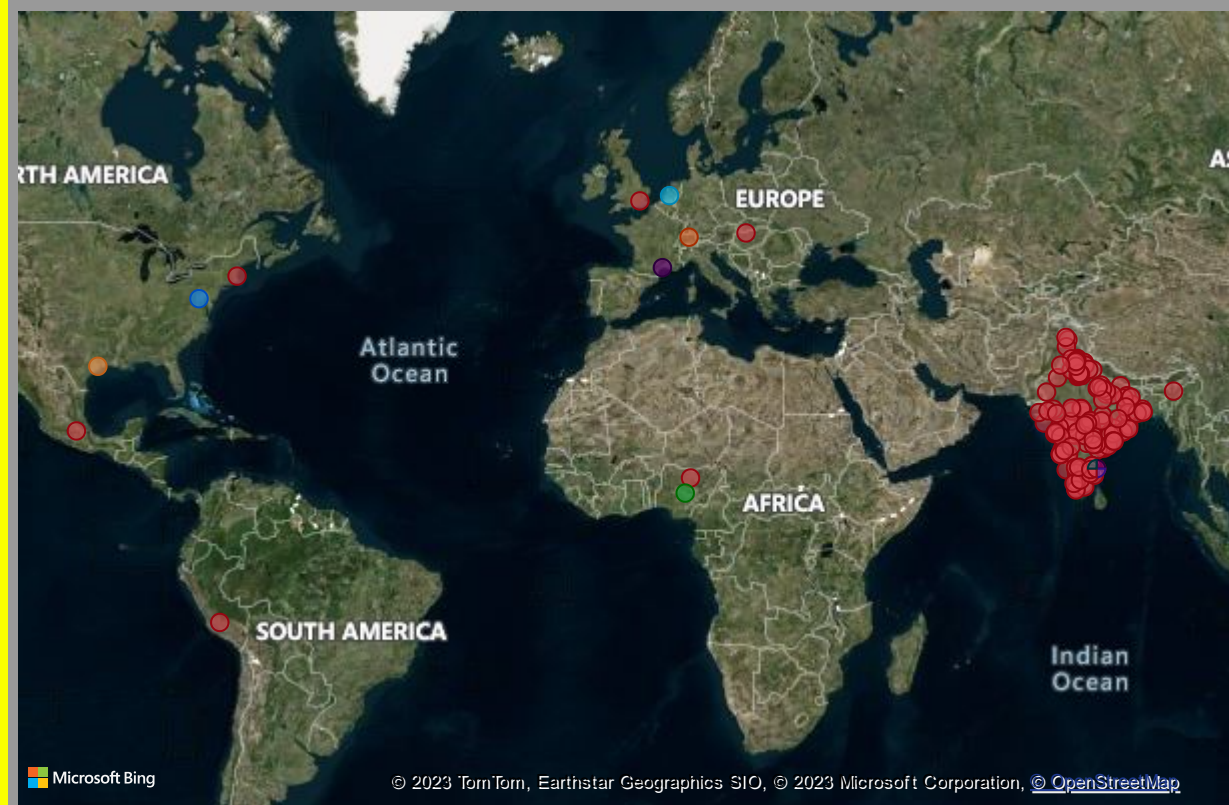 RTH AMERICA
AS
EUROPE
Atlantic
Ocean
AFRICA
SOUTH AMERICA
Indian
Ocean
Microsoft Bing
© 2023 TomTom, Earthstar Geographics SIO, © 2023 Microsoft Corporation, © OpenStreetMap